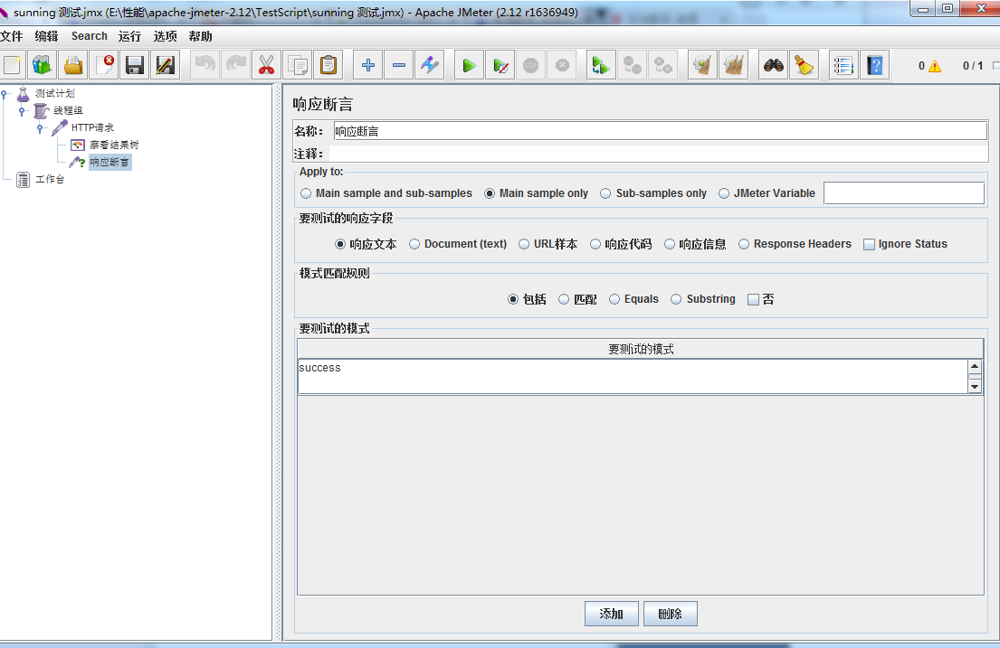 sunning 测试.jmx (E:\性能\apache-jmeter-2.12\TestScript\sunning 测试.jmx) - Apache JMeter (2.12 r1636949)
文件 编辑 Search 运行 选项 帮助
0 0 / 1
测试计划
线程组
HTTP请求
察看结果树
响应断言
工作台
响应断言
名称： 响应断言
注释：
Apply to:
Main sample and sub-samples Main sample only Sub-samples only JMeter Variable
要测试的响应字段
响应文本 Document (text) URL样本 响应代码 响应信息 Response Headers Ignore Status
模式匹配规则
包括 匹配 Equals Substring 否
要测试的模式
要测试的模式
success
添加 删除